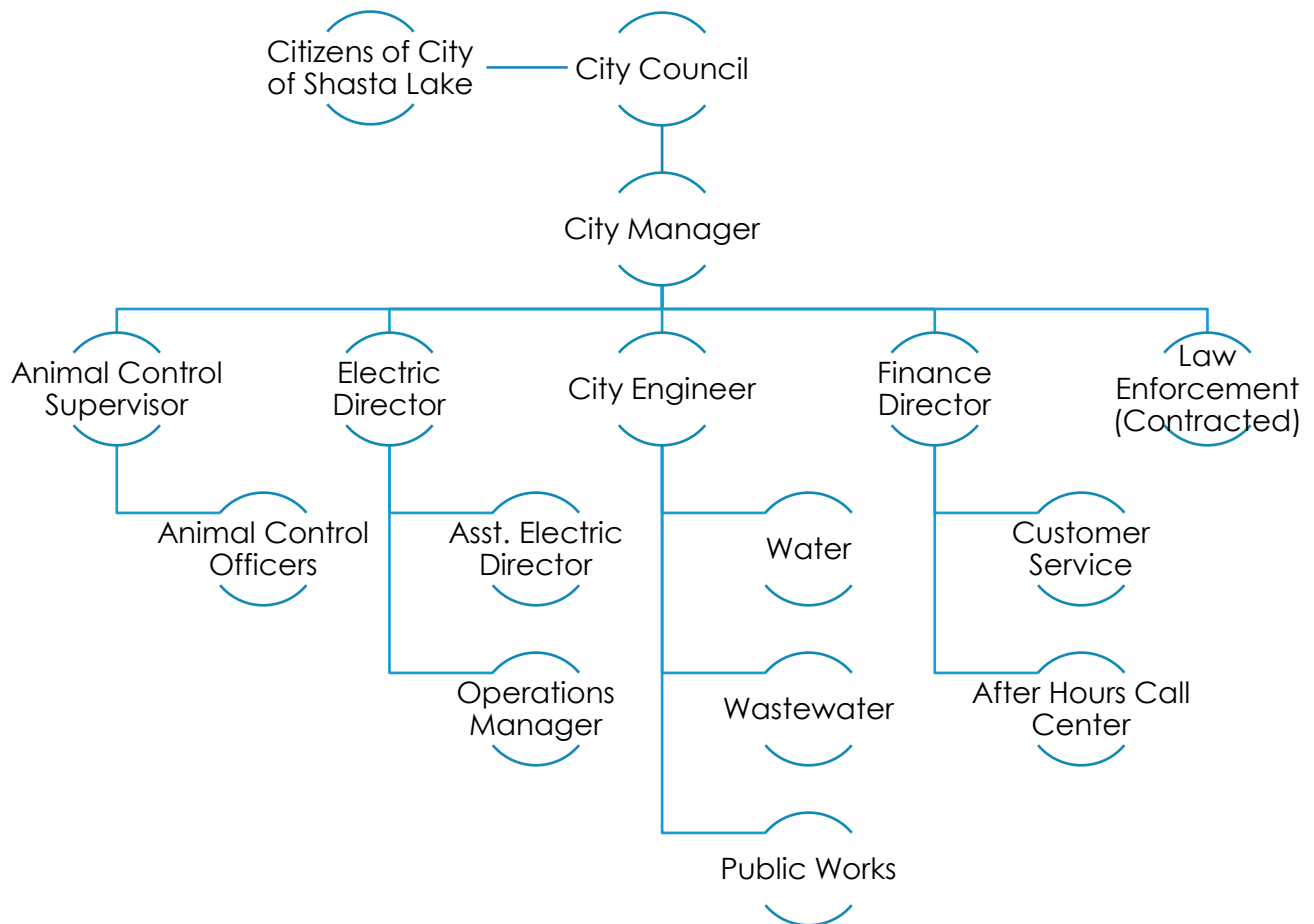 Citizens of City
of Shasta Lake
City Council
City Manager
Animal Control
Supervisor
Electric
Director
City Engineer
Finance
Director
Law
Enforcement
(Contracted)
Animal Control
Officers
Asst. Electric
Director
Water
Customer
Service
Operations
Manager
Wastewater
After Hours Call
Center
Public Works